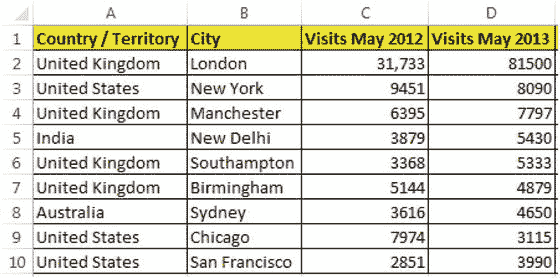 A B C D
1 Country / Territory City Visits May 2012 Visits May 2013
2 United Kingdom London 31,733 81500
3 United States New York 9451 8090
4 United Kingdom Manchester 6395 7797
5 India New Delhi 3879 5430
6 United Kingdom Southampton 3368 5333
7 United Kingdom Birmingham 5144 4879
8 Australia Sydney 3616 4650
9 United States Chicago 7974 3115
10 United States San Francisco 2851 3990